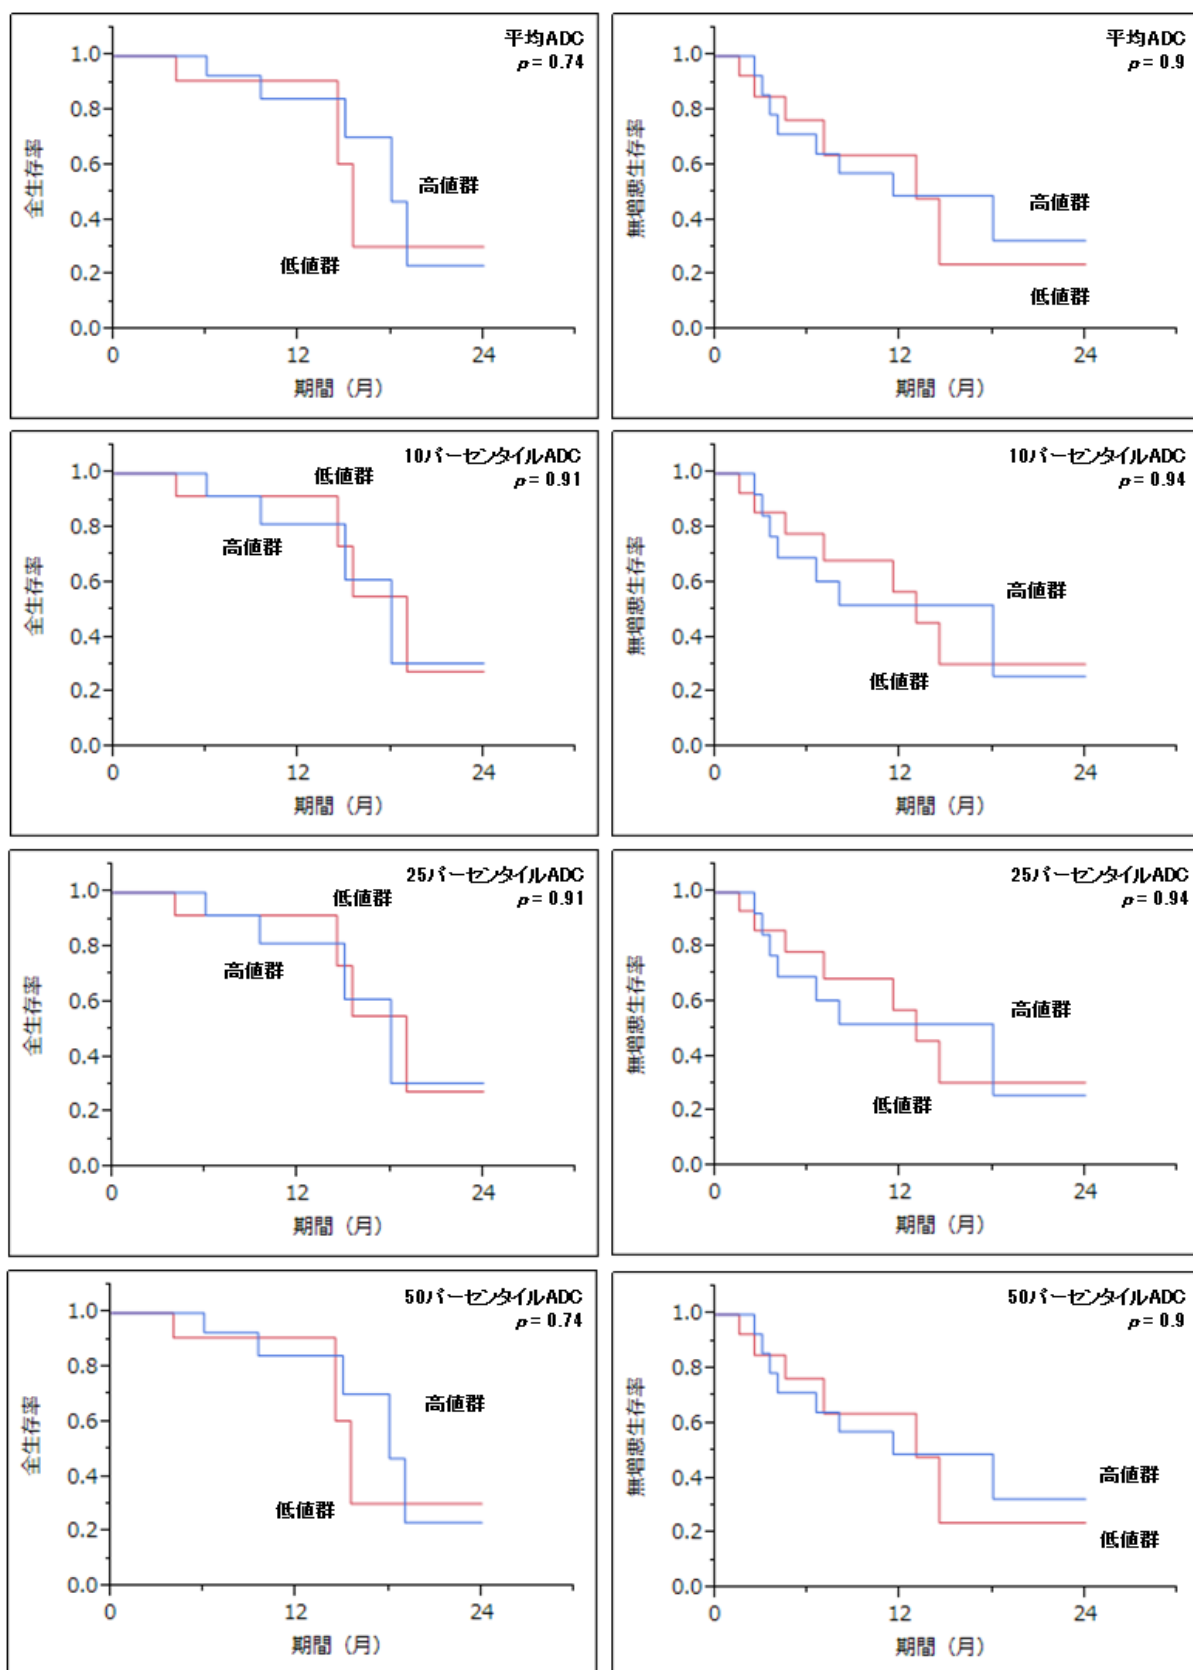 平均ADC
p = 0.74
1.0
0.8
0.6
0.4
0.2
0.0
全生存率
高値群
低値群
0
12
24
期間（月）
平均ADC
p = 0.9
1.0
0.8
0.6
0.4
0.2
0.0
無増悪生存率
高値群
低値群
0
12
24
期間（月）
10パーセンタイルADC
p = 0.91
1.0
0.8
0.6
0.4
0.2
0.0
全生存率
低値群
高値群
0
12
24
期間（月）
10パーセンタイルADC
p = 0.94
1.0
0.8
0.6
0.4
0.2
0.0
無増悪生存率
高値群
低値群
0
12
24
期間（月）
25パーセンタイルADC
p = 0.91
1.0
0.8
0.6
0.4
0.2
0.0
全生存率
低値群
高値群
0
12
24
期間（月）
25パーセンタイルADC
p = 0.94
1.0
0.8
0.6
0.4
0.2
0.0
無増悪生存率
高値群
低値群
0
12
24
期間（月）
50パーセンタイルADC
p = 0.74
1.0
0.8
0.6
0.4
0.2
0.0
全生存率
高値群
低値群
0
12
24
期間（月）
50パーセンタイルADC
p = 0.9
1.0
0.8
0.6
0.4
0.2
0.0
無増悪生存率
高値群
低値群
0
12
24
期間（月）